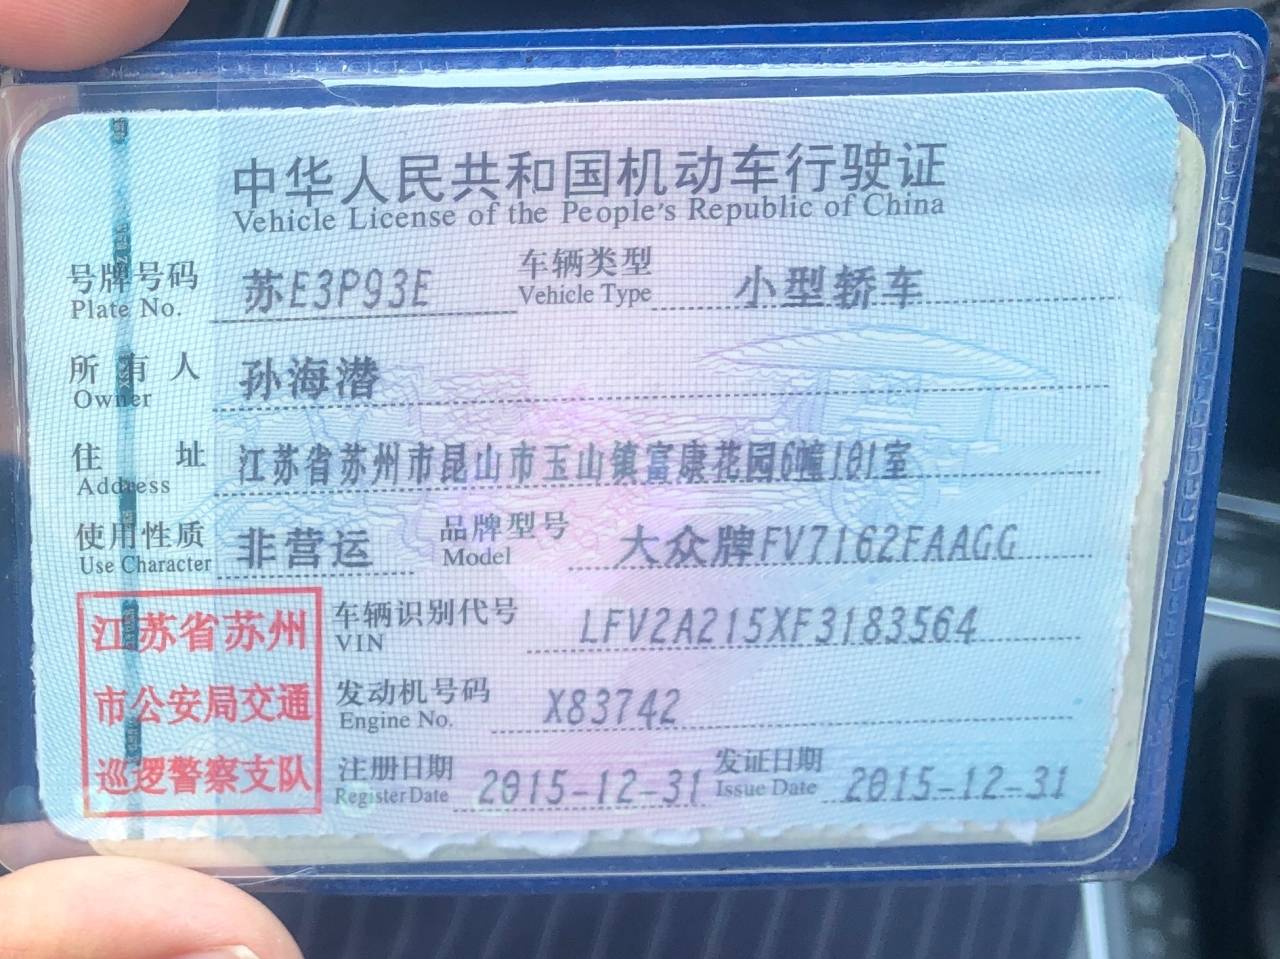 中华人民共和国机动车行驶证
Vehicle License of the People's Republic of China
号牌号码 苏E3P93E 车辆类型 小型轿车
Plate No. Vehicle Type
所有人 孙海潜
Owner
住址 江苏省苏州市昆山市玉山镇富康花园6幢101室
Address
使用性质 非营运 品牌型号 大众牌FV7162FAAGG
Use Character Model
江苏省苏州
市公安局交通
巡逻警察支队
车辆识别代号 LFV2A215XF3183564
VIN
发动机号码 X83742
Engine No.
注册日期 2015-12-31 发证日期 2015-12-31
Register Date Issue Date